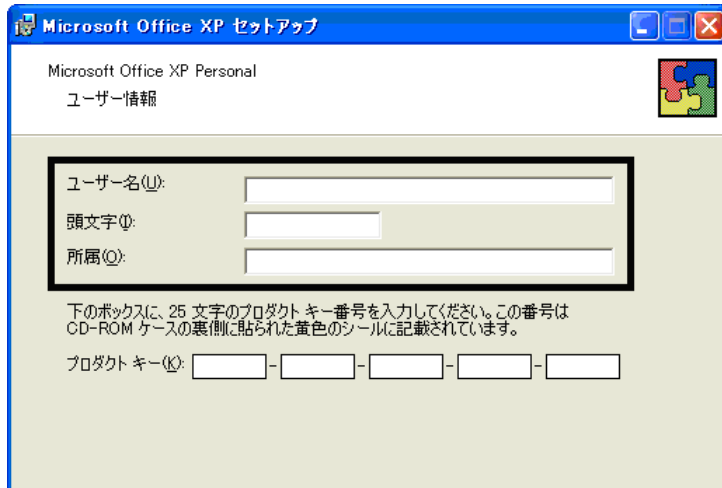 Microsoft Office XP セットアップ
Microsoft Office XP Personal
ユーザー情報
ユーザー名(U):
頭文字(I):
所属(O):
下のボックスに、25 文字のプロダクト キー番号を入力してください。この番号は
CD-ROM ケースの裏側に貼られた黄色のシールに記載されています。
プロダクト キー(K): - - - -